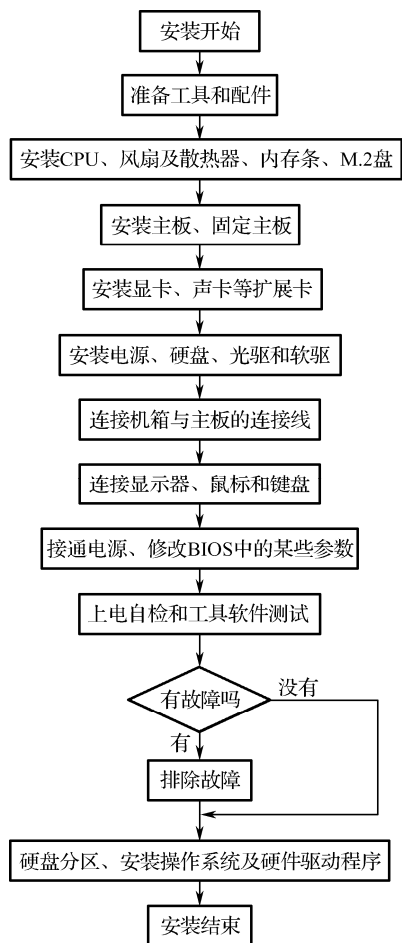 安装开始
准备工具和配件
安装CPU、风扇及散热器、内存条、M.2盘
安装主板、固定主板
安装显卡、声卡等扩展卡
安装电源、硬盘、光驱和软驱
连接机箱与主板的连接线
连接显示器、鼠标和键盘
接通电源、修改BIOS中的某些参数
上电自检和工具软件测试
有故障吗
没有
有
排除故障
硬盘分区、安装操作系统及硬件驱动程序
安装结束